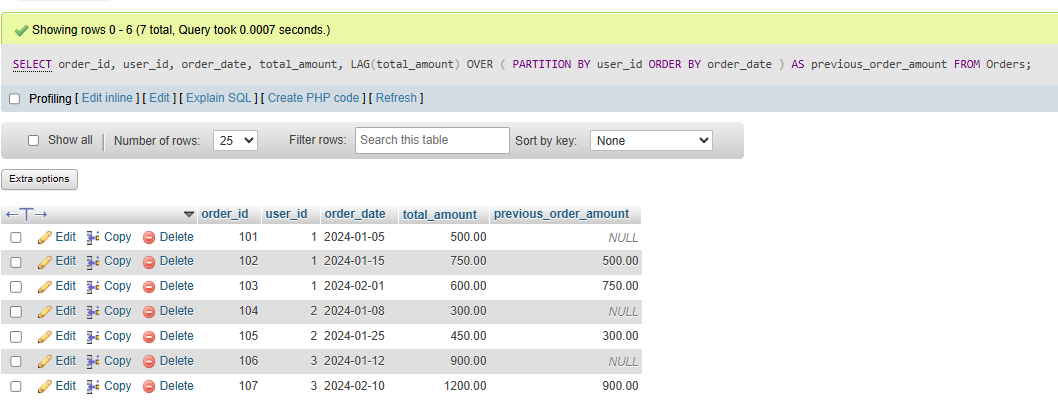 Showing rows 0 - 6 (7 total, Query took 0.0007 seconds.)
SELECT order_id, user_id, order_date, total_amount, LAG(total_amount) OVER ( PARTITION BY user_id ORDER BY order_date ) AS previous_order_amount FROM Orders;
Profiling [ Edit inline ] [ Edit ] [ Explain SQL ] [ Create PHP code ] [ Refresh ]
Show all Number of rows: 25 Filter rows: Search this table Sort by key: None
Extra options
←T→ order_id user_id order_date total_amount previous_order_amount
Edit Copy Delete 101 1 2024-01-05 500.00 NULL
Edit Copy Delete 102 1 2024-01-15 750.00 500.00
Edit Copy Delete 103 1 2024-02-01 600.00 750.00
Edit Copy Delete 104 2 2024-01-08 300.00 NULL
Edit Copy Delete 105 2 2024-01-25 450.00 300.00
Edit Copy Delete 106 3 2024-01-12 900.00 NULL
Edit Copy Delete 107 3 2024-02-10 1200.00 900.00